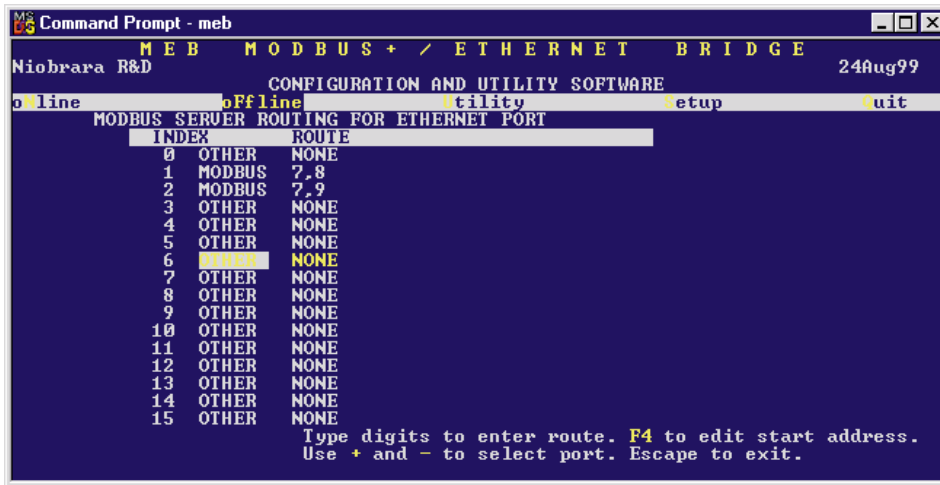 Command Prompt - meb
MEB MODBUS+ / ETHERNET BRIDGE
Niobrara R&D 24Aug99
CONFIGURATION AND UTILITY SOFTWARE
oNline oFfline Utility Setup Quit
MODBUS SERVER ROUTING FOR ETHERNET PORT
INDEX ROUTE
0 OTHER NONE
1 MODBUS 7,8
2 MODBUS 7,9
3 OTHER NONE
4 OTHER NONE
5 OTHER NONE
6 OTHER NONE
7 OTHER NONE
8 OTHER NONE
9 OTHER NONE
10 OTHER NONE
11 OTHER NONE
12 OTHER NONE
13 OTHER NONE
14 OTHER NONE
15 OTHER NONE
Type digits to enter route. F4 to edit start address.
Use + and - to select port. Escape to exit.